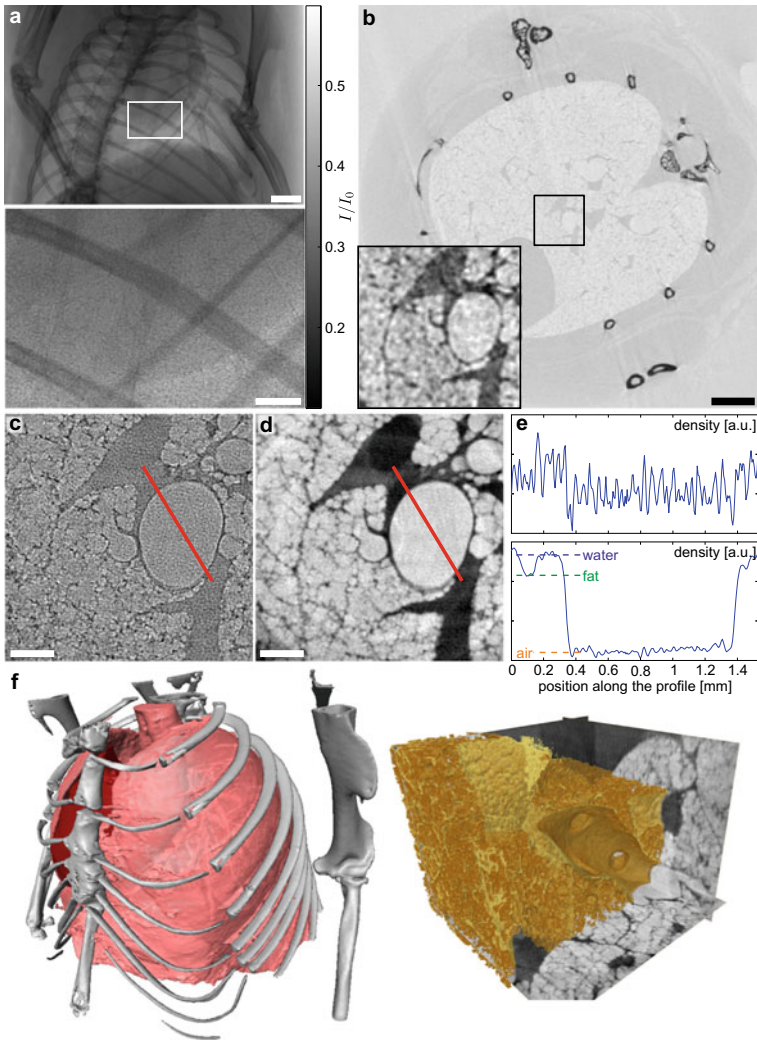 a
0.5
0.4
I/I0
0.3
0.2
b
c
d
e
density [a.u.]
density [a.u.]
water
fat
air
0 0.2 0.4 0.6 0.8 1 1.2 1.4
position along the profile [mm]
f